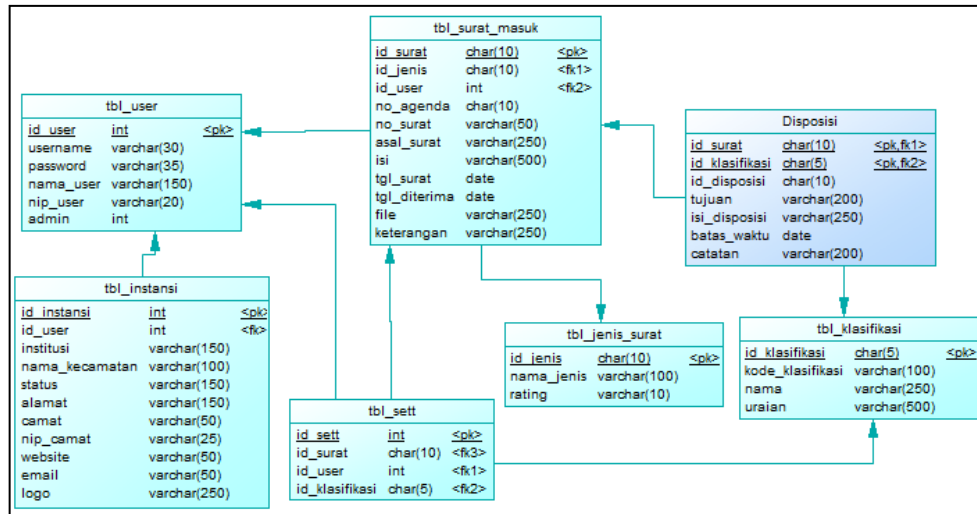 tbl_surat_masuk
id_surat char(10) <pk>
id_jenis char(10) <fk1>
id_user int <fk2>
no_agenda char(10)
no_surat varchar(50)
asal_surat varchar(250)
isi varchar(500)
tgl_surat date
tgl_diterima date
file varchar(250)
keterangan varchar(250)
tbl_user
id_user int <pk>
username varchar(30)
password varchar(35)
nama_user varchar(150)
nip_user varchar(20)
admin int
Disposisi
id_surat char(10) <pk,fk1>
id_klasifikasi char(5) <pk,fk2>
id_disposisi char(10)
tujuan varchar(200)
isi_disposisi varchar(250)
batas_waktu date
catatan varchar(200)
tbl_instansi
id_instansi int <pk>
id_user int <fk>
institusi varchar(150)
nama_kecamatan varchar(100)
status varchar(150)
alamat varchar(150)
camat varchar(50)
nip_camat varchar(25)
website varchar(50)
email varchar(50)
logo varchar(250)
tbl_jenis_surat
id_jenis char(10) <pk>
nama_jenis varchar(100)
rating varchar(10)
tbl_klasifikasi
id_klasifikasi char(5) <pk>
kode_klasifikasi varchar(100)
nama varchar(250)
uraian varchar(500)
tbl_sett
id_sett int <pk>
id_surat char(10) <fk3>
id_user int <fk1>
id_klasifikasi char(5) <fk2>